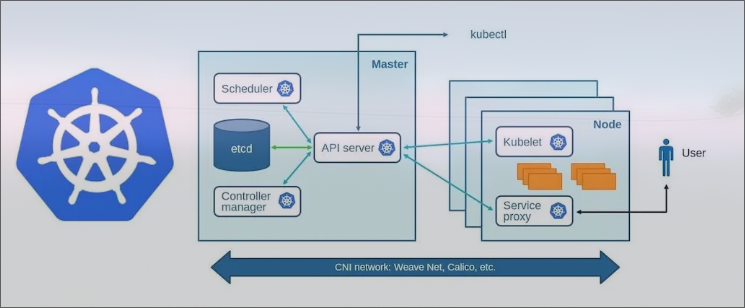 kubectl
Master
Scheduler
etcd
API server
Controller
manager
Node
Kubelet
Service
proxy
User
CNI network: Weave Net, Calico, etc.